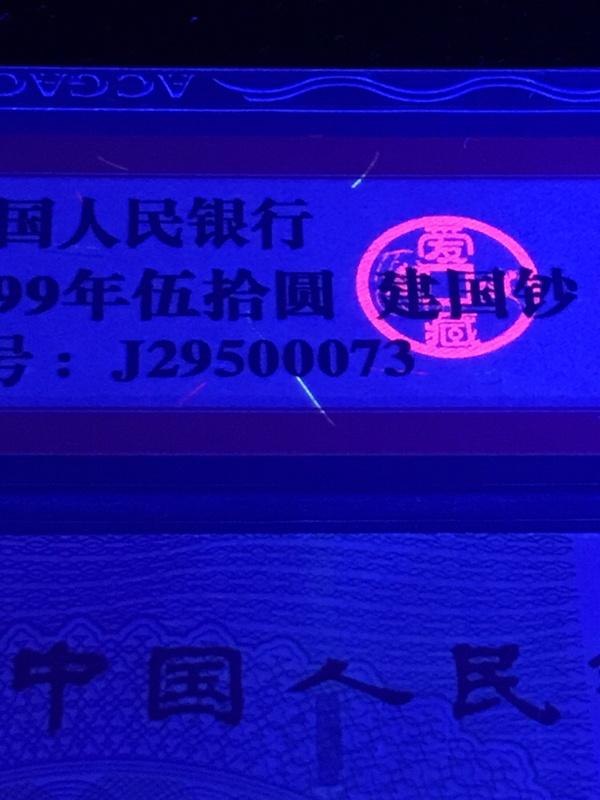 ACGAC
国人民银行
99年伍拾圆 建国钞
号：J29500073
爱
藏
中国人民